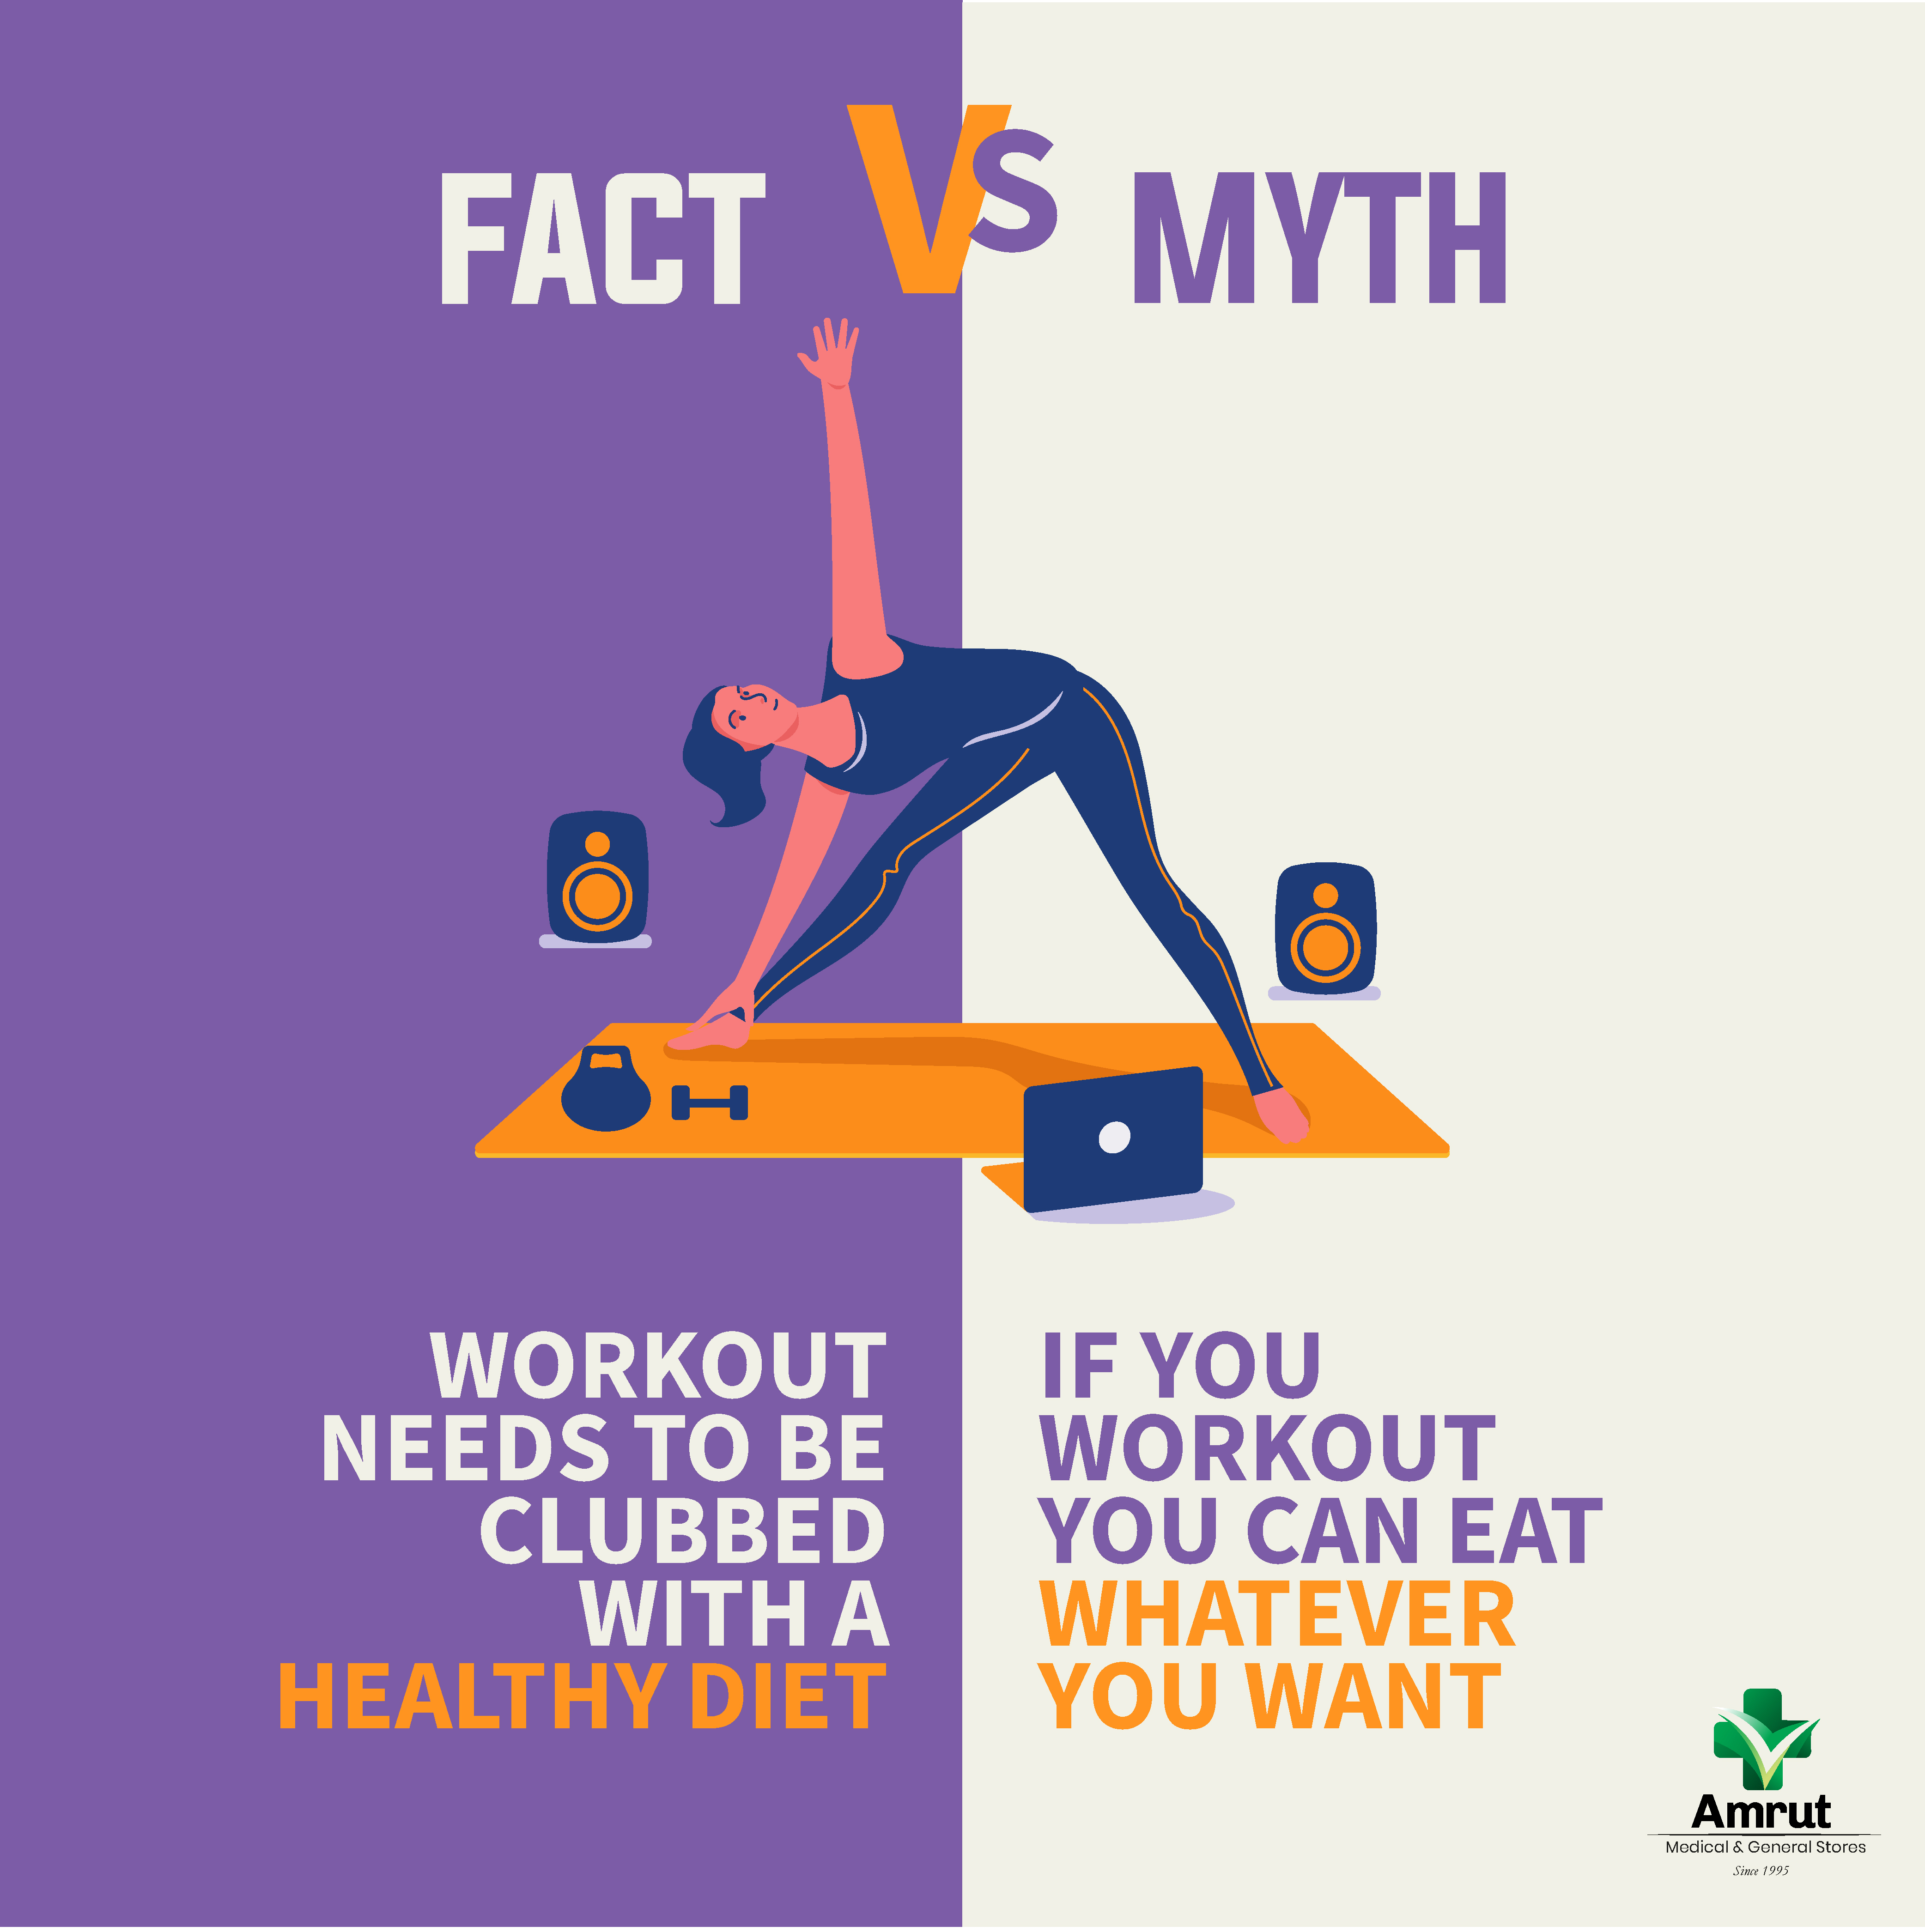 FACT
VS
MYTH
WORKOUT
NEEDS TO BE
CLUBBED
WITH A
HEALTHY DIET
IF YOU
WORKOUT
YOU CAN EAT
WHATEVER
YOU WANT
Amrut
Medical & General Stores
Since 1995